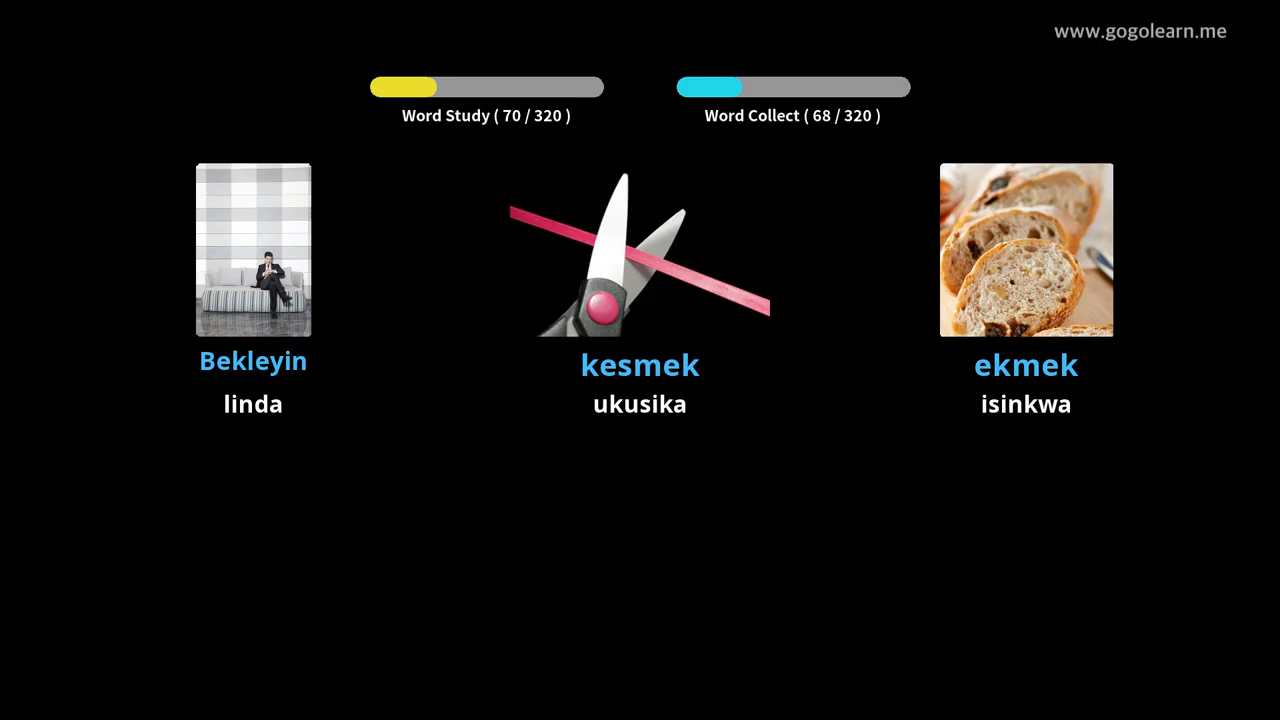 www.gogolearn.me
Word Study ( 70 / 320 )
Word Collect ( 68 / 320 )
Bekleyin
linda
kesmek
ukusika
ekmek
isinkwa